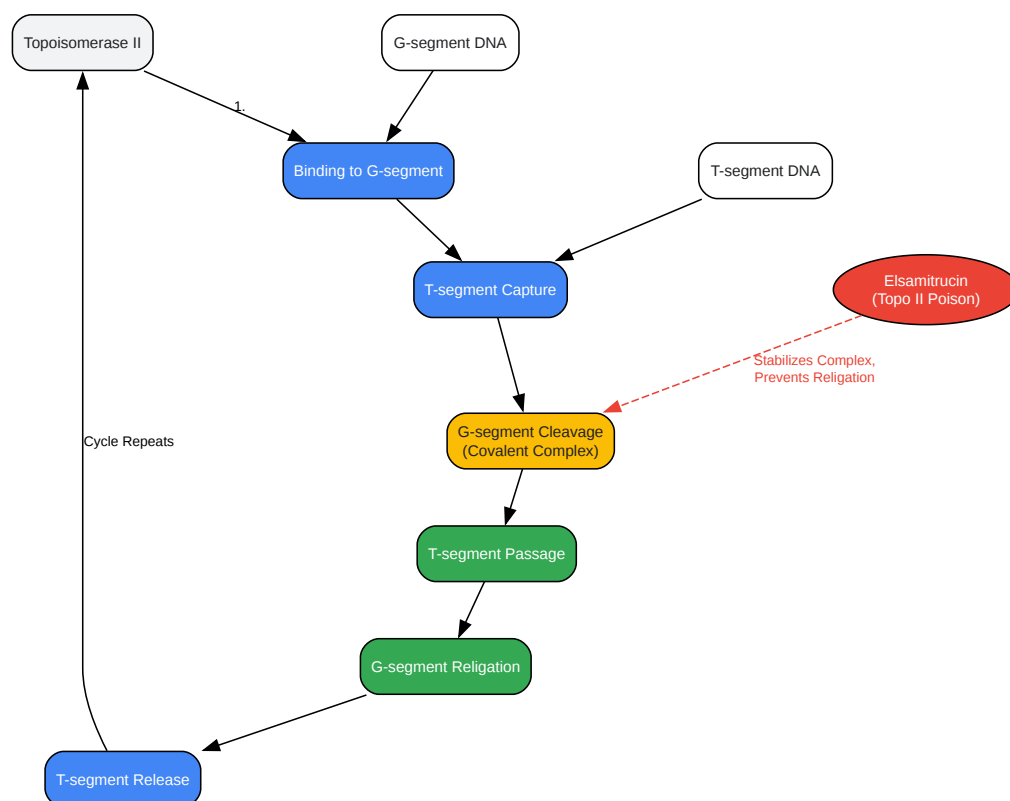 Topoisomerase II
G-segment DNA
1.
Binding to G-segment
T-segment DNA
T-segment Capture
Elsamitrucin
(Topo II Poison)
Stabilizes Complex,
Prevents Religation
G-segment Cleavage
(Covalent Complex)
Cycle Repeats
T-segment Passage
G-segment Religation
T-segment Release